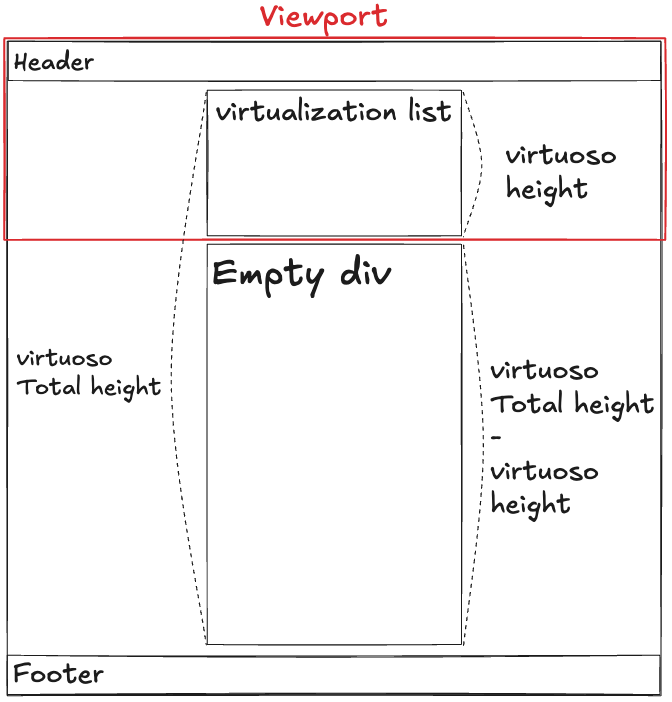 Viewport
Header
virtualization list
virtuoso
height
Empty div
virtuoso
Total height
virtuoso
Total height
-
virtuoso
height
Footer